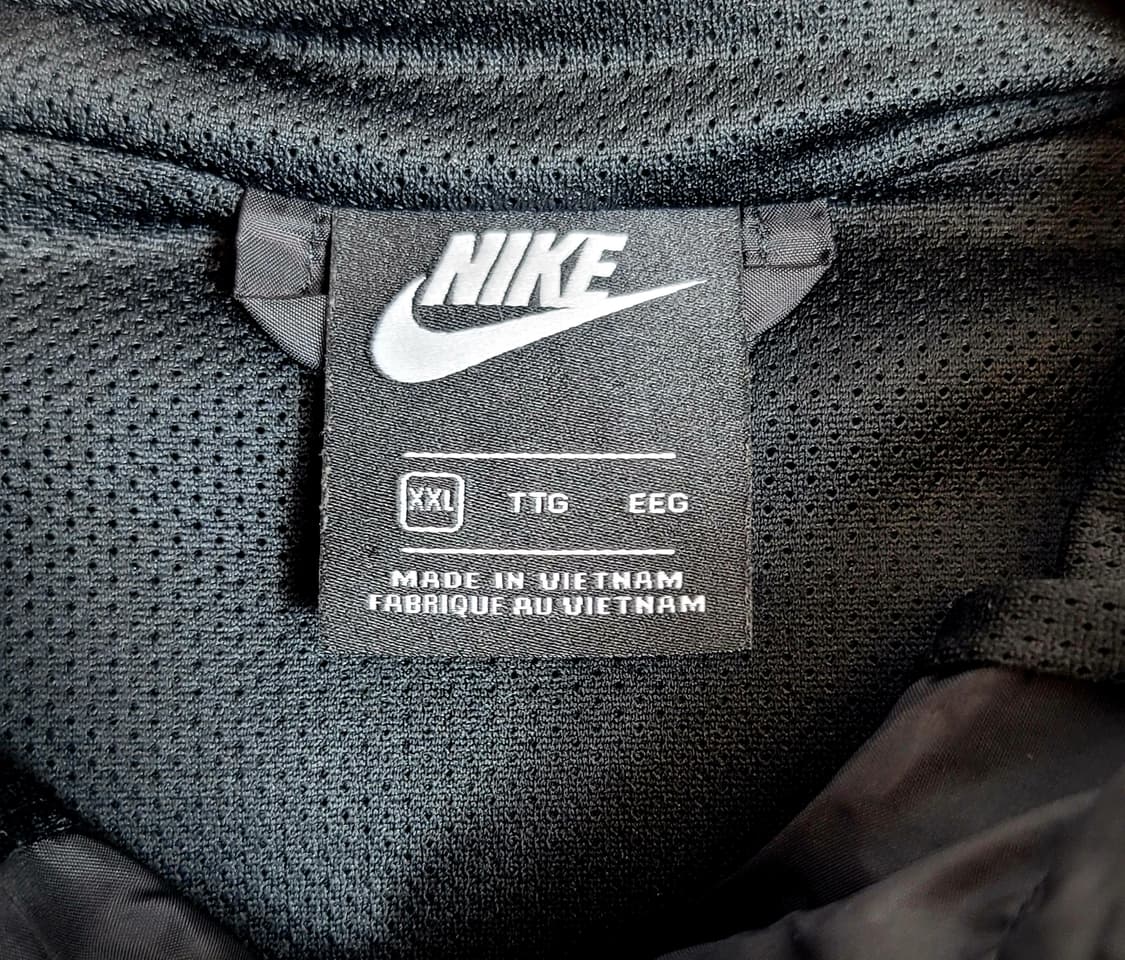 NIKE
XXL TTG EEG
MADE IN VIETNAM
FABRIQUE AU VIETNAM